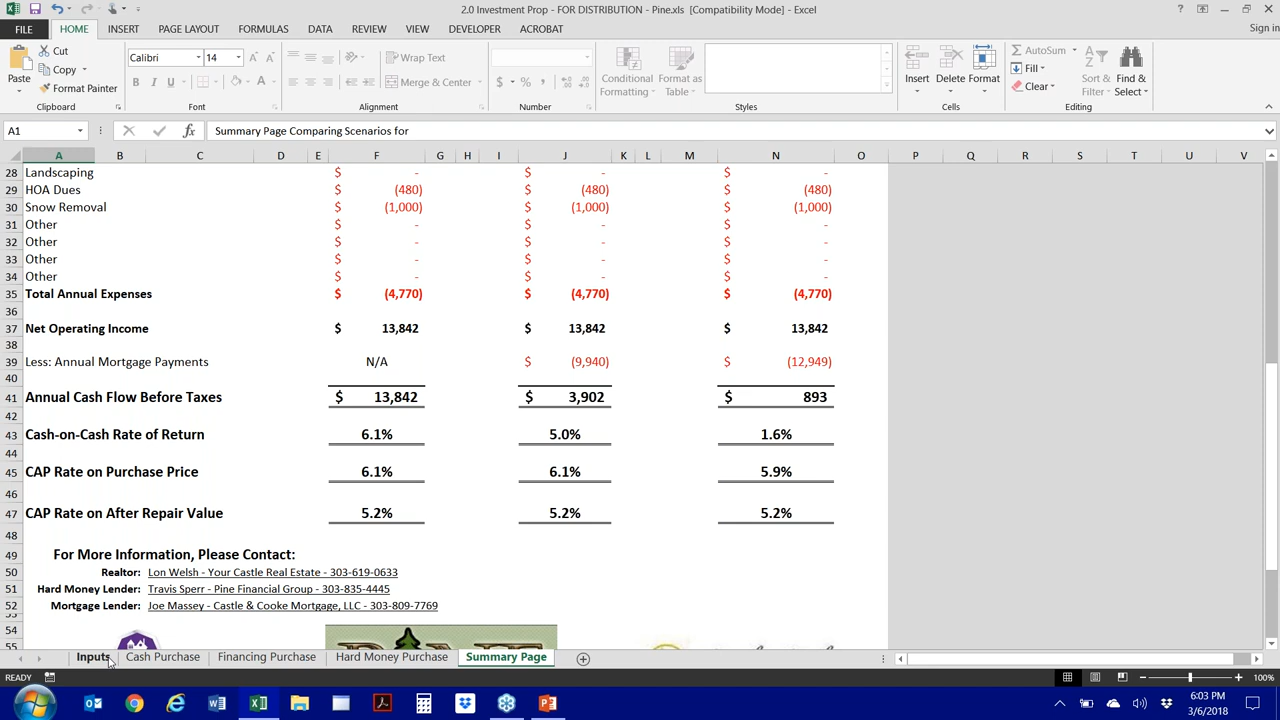 2.0 Investment Prop - FOR DISTRIBUTION - Pine.xls [Compatibility Mode] - Excel
FILE HOME INSERT PAGE LAYOUT FORMULAS DATA REVIEW VIEW DEVELOPER ACROBAT Sign in
Paste Cut Copy Format Painter
Calibri 14
B I U A
Wrap Text
Merge & Center
$ % ,
Conditional Formatting Format as Table
Insert Delete Format
AutoSum Fill Clear
Sort & Filter Find & Select
Clipboard Font Alignment Number Styles Cells Editing
A1 fx Summary Page Comparing Scenarios for
A B C D E F G H I J K L M N O P Q R S T U V
28 Landscaping $ - $ - $ -
29 HOA Dues $ (480) $ (480) $ (480)
30 Snow Removal $ (1,000) $ (1,000) $ (1,000)
31 Other $ - $ - $ -
32 Other $ - $ - $ -
33 Other $ - $ - $ -
34 Other $ - $ - $ -
35 Total Annual Expenses $ (4,770) $ (4,770) $ (4,770)
36
37 Net Operating Income $ 13,842 $ 13,842 $ 13,842
38
39 Less: Annual Mortgage Payments N/A $ (9,940) $ (12,949)
40
41 Annual Cash Flow Before Taxes $ 13,842 $ 3,902 $ 893
42
43 Cash-on-Cash Rate of Return 6.1% 5.0% 1.6%
44
45 CAP Rate on Purchase Price 6.1% 6.1% 5.9%
46
47 CAP Rate on After Repair Value 5.2% 5.2% 5.2%
48
49 For More Information, Please Contact:
50 Realtor: Lon Welsh - Your Castle Real Estate - 303-619-0633
51 Hard Money Lender: Travis Sperr - Pine Financial Group - 303-835-4445
52 Mortgage Lender: Joe Massey - Castle & Cooke Mortgage, LLC - 303-809-7769
54
55
Inputs Cash Purchase Financing Purchase Hard Money Purchase Summary Page
READY 100%
6:03 PM
3/6/2018